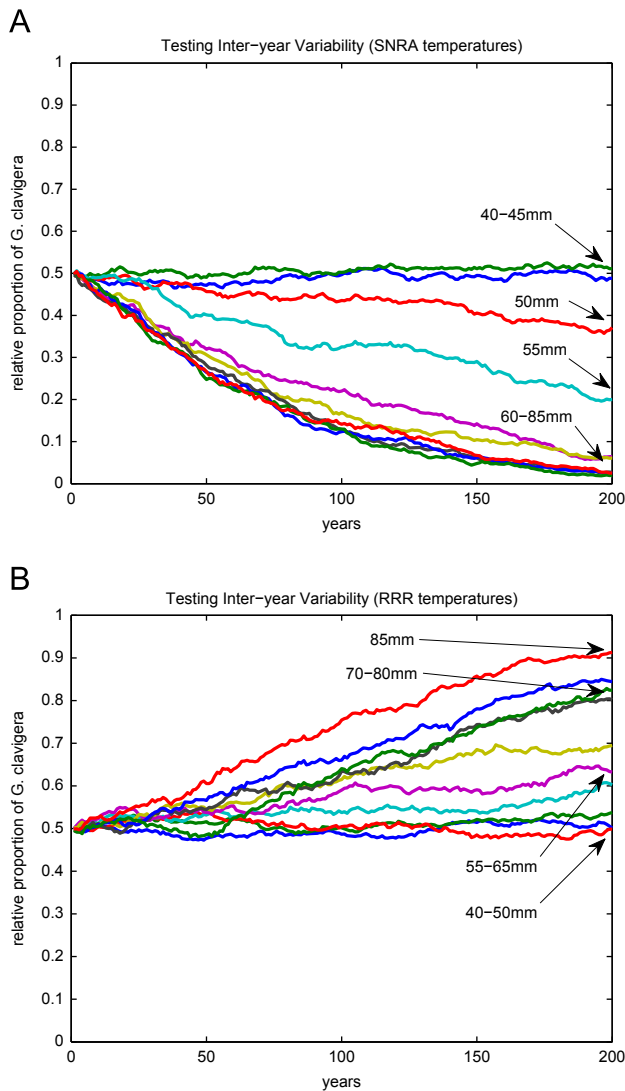 A
Testing Inter−year Variability (SNRA temperatures)
1
0.9
0.8
0.7
0.6
0.5
0.4
0.3
0.2
0.1
0
relative proportion of G. clavigera
40−45mm
50mm
55mm
60−85mm
0 50 100 150 200
years
B
Testing Inter−year Variability (RRR temperatures)
1
0.9
0.8
0.7
0.6
0.5
0.4
0.3
0.2
0.1
0
relative proportion of G. clavigera
85mm
70−80mm
55−65mm
40−50mm
0 50 100 150 200
years